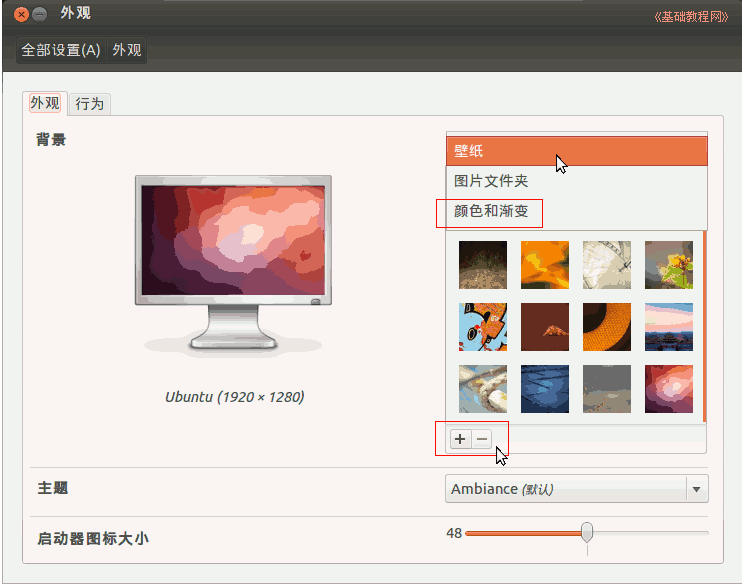 外观
《基础教程网》
全部设置(A) 外观
外观 行为
背景
壁纸
图片文件夹
颜色和渐变
Ubuntu (1920 × 1280)
主题
Ambiance (默认)
启动器图标大小
48